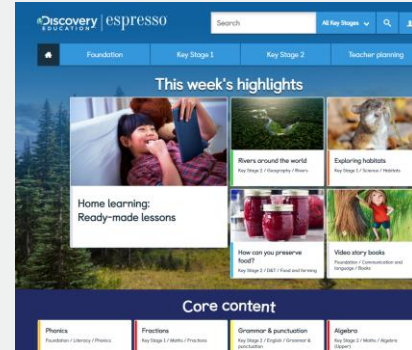 Discovery
EDUCATION
espresso
Search
All Key Stages
Foundation
Key Stage 1
Key Stage 2
Teacher planning
This week's highlights
Home learning:
Ready-made lessons
Rivers around the world
Key Stage 2 / Geography / Rivers
Exploring habitats
Key Stage 1 / Science / Habitats
How can you preserve
food?
Key Stage 2 / D&T / Food and farming
Video story books
Foundation / Communication and
language / Books
Core content
Phonics
Foundation / Literacy / Phonics
Fractions
Key Stage 1 / Maths / Fractions
Grammar & punctuation
Key Stage 2 / English / Grammar &
punctuation
Algebra
Key Stage 2 / Maths / Algebra
(Upper)